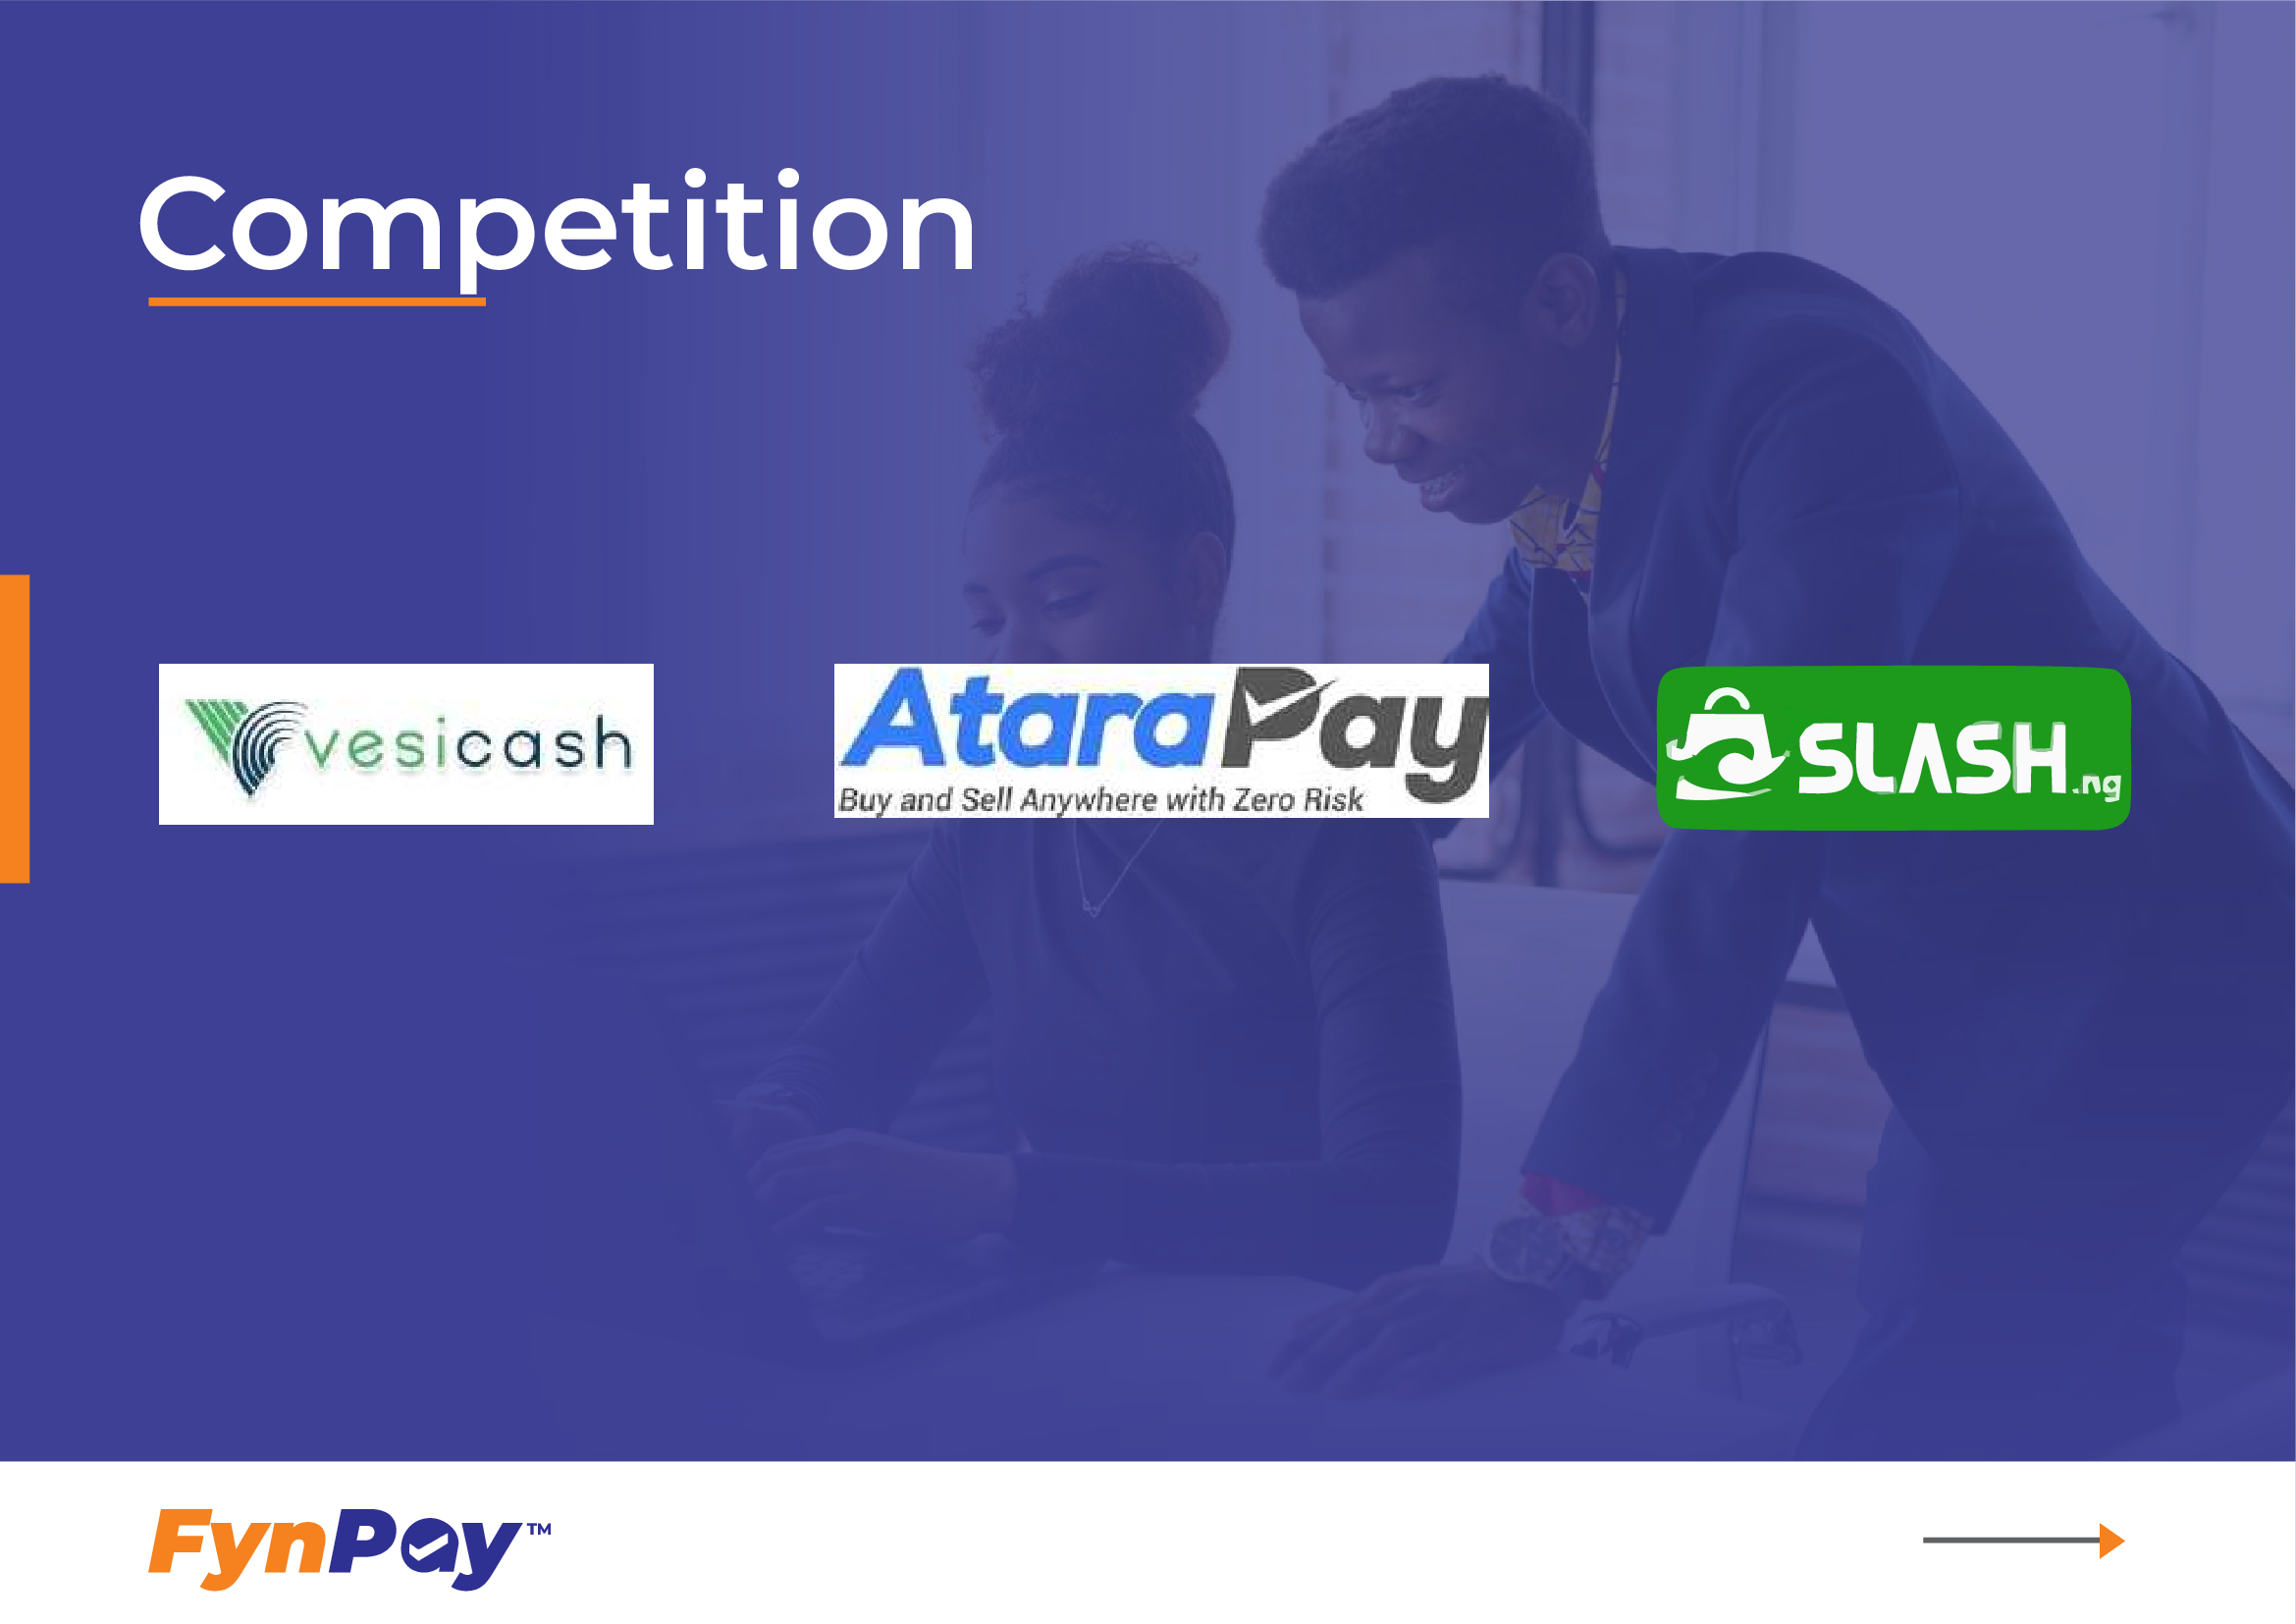 Competition
vesicash
AtaraPay
Buy and Sell Anywhere with Zero Risk
SLASH.ng
FynPay™